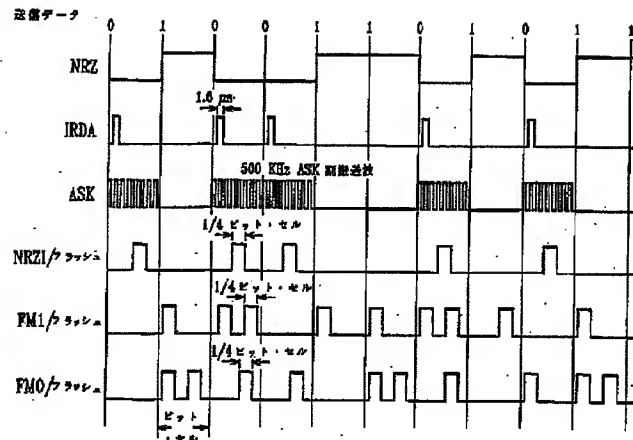 送信データ
0 1 0 0 1 1 0 1 0 1 1
NRZ
1.6 μs
IRDA
500 KHz ASK 副搬送波
ASK
1/4 ビット・セル
NRZI/フラッシュ
1/4 ビット・セル
FM1/フラッシュ
1/4 ビット・セル
FM0/フラッシュ
ビット
・セル